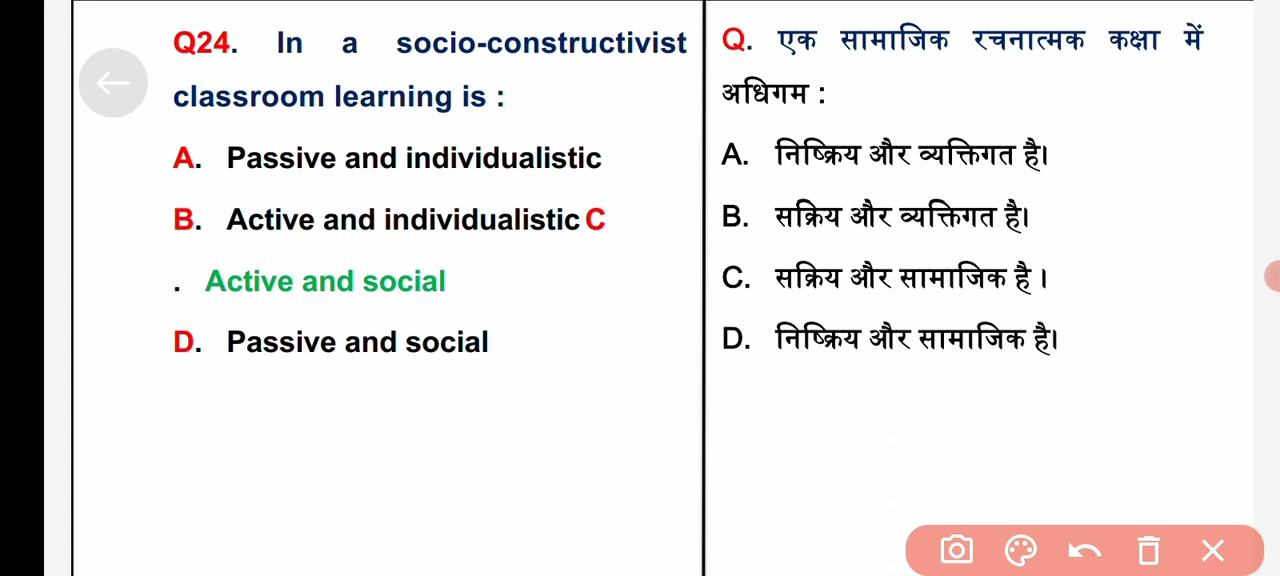 Q24. In a socio-constructivist
classroom learning is :
A. Passive and individualistic
B. Active and individualistic C
. Active and social
D. Passive and social
Q. एक सामाजिक रचनात्मक कक्षा में
अधिगम :
A. निष्क्रिय और व्यक्तिगत है।
B. सक्रिय और व्यक्तिगत है।
C. सक्रिय और सामाजिक है ।
D. निष्क्रिय और सामाजिक है।